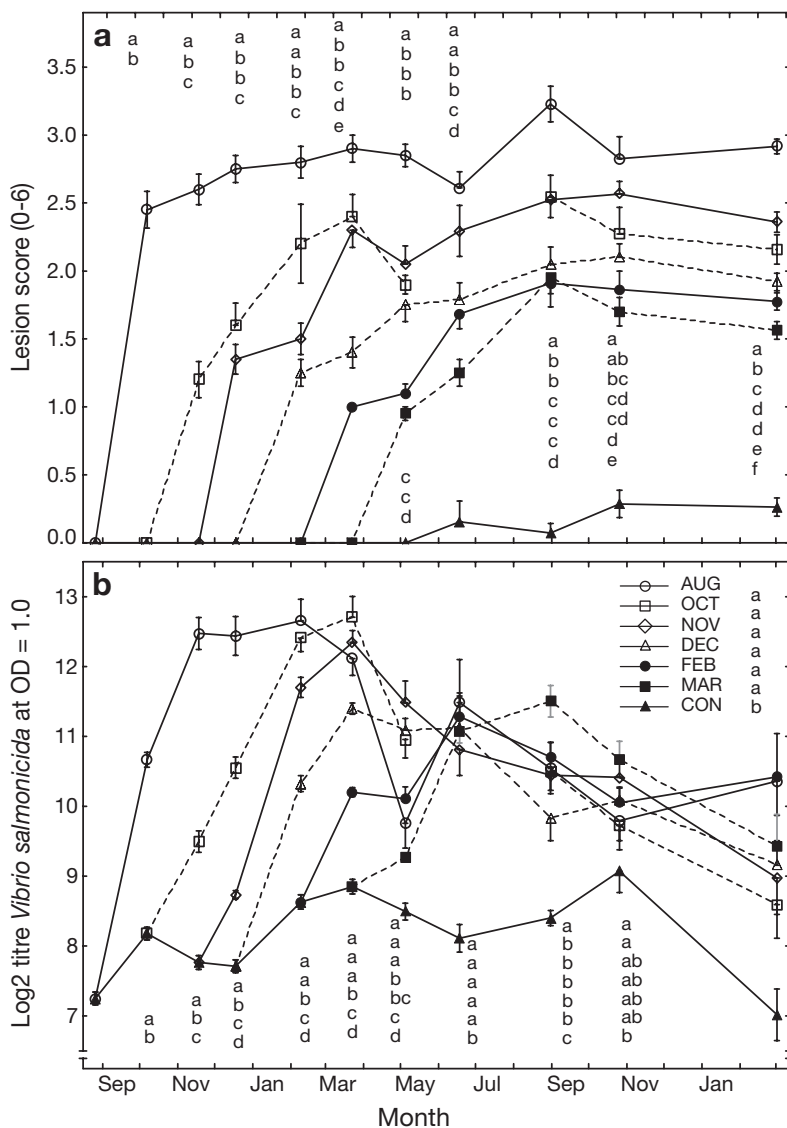 a
Lesion score (0-6)
3.5
3.0
2.5
2.0
1.5
1.0
0.5
0.0
a
b
a
b
c
a
b
b
c
a
a
b
b
c
a
b
b
c
d
e
a
b
b
b
c
c
d
a
a
b
b
c
d
a
b
b
c
c
c
d
a
ab
bc
cd
cd
d
e
a
b
c
d
d
e
f
b
Log2 titre Vibrio salmonicida at OD = 1.0
13
12
11
10
9
8
7
AUG
OCT
NOV
DEC
FEB
MAR
CON
a
a
a
a
a
a
b
a
b
a
b
c
a
b
c
d
a
a
b
c
d
a
a
a
b
c
d
a
a
a
b
bc
c
d
a
a
a
a
a
b
a
b
b
b
b
b
c
a
a
ab
ab
ab
ab
b
Sep Nov Jan Mar May Jul Sep Nov Jan
Month